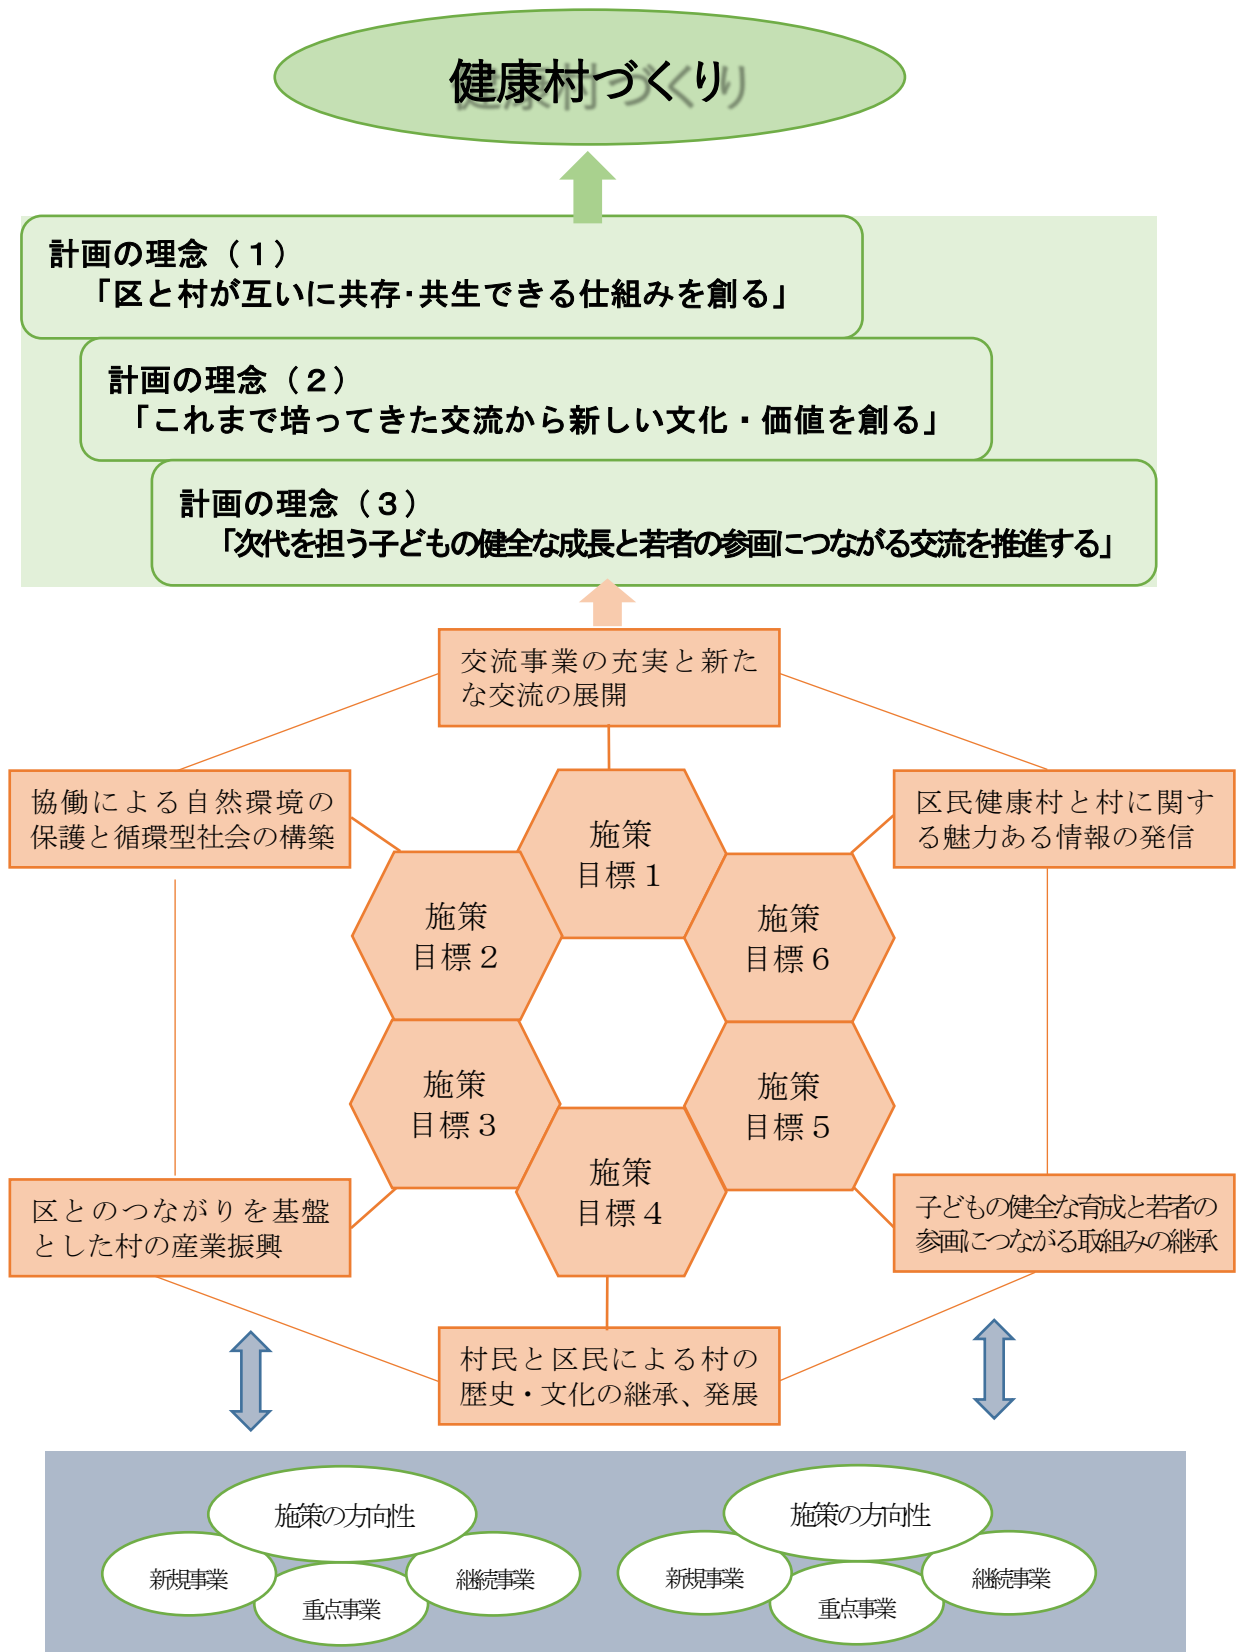 健康村づくり
計画の理念（１）
「区と村が互いに共存･共生できる仕組みを創る」
計画の理念（２）
「これまで培ってきた交流から新しい文化・価値を創る」
計画の理念（３）
「次代を担う子どもの健全な成長と若者の参画につながる交流を推進する」
交流事業の充実と新た
な交流の展開
協働による自然環境の
保護と循環型社会の構築
区民健康村と村に関す
る魅力ある情報の発信
施策
目標１
施策
目標２
施策
目標６
施策
目標３
施策
目標５
施策
目標４
区とのつながりを基盤
とした村の産業振興
子どもの健全な育成と若者の
参画につながる取組みの継承
村民と区民による村の
歴史・文化の継承、発展
施策の方向性
新規事業
重点事業
継続事業
施策の方向性
新規事業
重点事業
継続事業